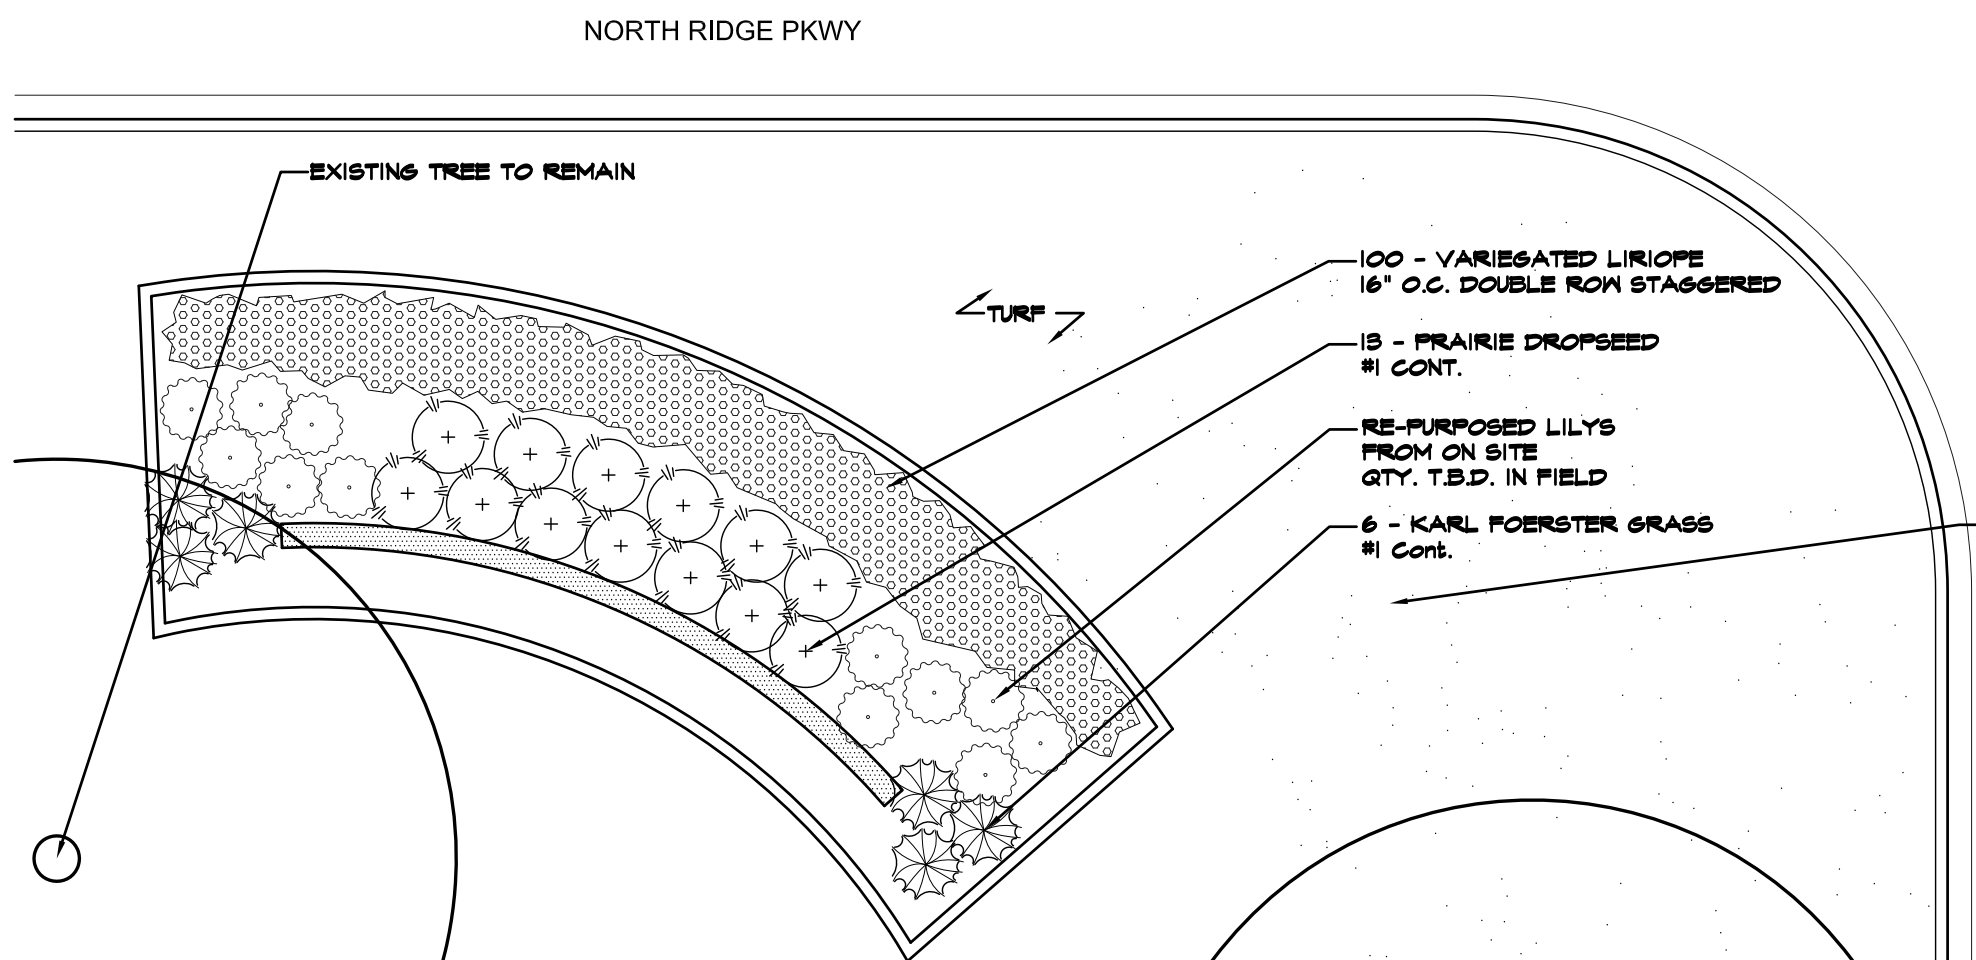 NORTH RIDGE PKWY
EXISTING TREE TO REMAIN
100 - VARIEGATED LIRIOPE
16" O.C. DOUBLE ROW STAGGERED
TURF
13 - PRAIRIE DROPSEED
#1 CONT.
RE-PURPOSED LILYS
FROM ON SITE
QTY. T.B.D. IN FIELD
6 - KARL FOERSTER GRASS
#1 Cont.